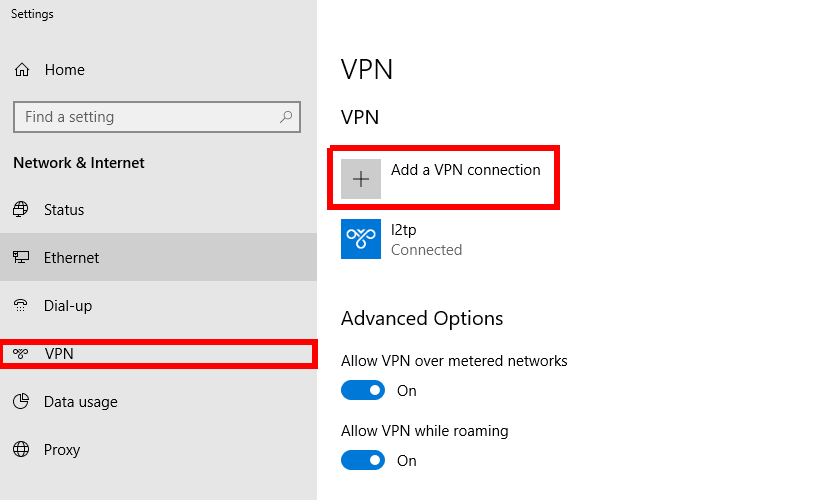 Settings
Home
Find a setting
Network & Internet
Status
Ethernet
Dial-up
VPN
Data usage
Proxy
VPN
VPN
Add a VPN connection
l2tp
Connected
Advanced Options
Allow VPN over metered networks
On
Allow VPN while roaming
On